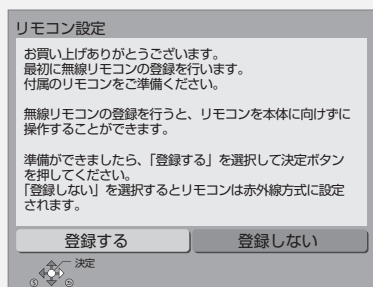 リモコン設定
お買い上げありがとうございます。
最初に無線リモコンの登録を行います。
付属のリモコンをご準備ください。
無線リモコンの登録を行うと、リモコンを本体に向けずに
操作することができます。
準備ができましたら、「登録する」を選択して決定ボタン
を押してください。
「登録しない」を選択するとリモコンは赤外線方式に設定
されます。
登録する
登録しない
決定